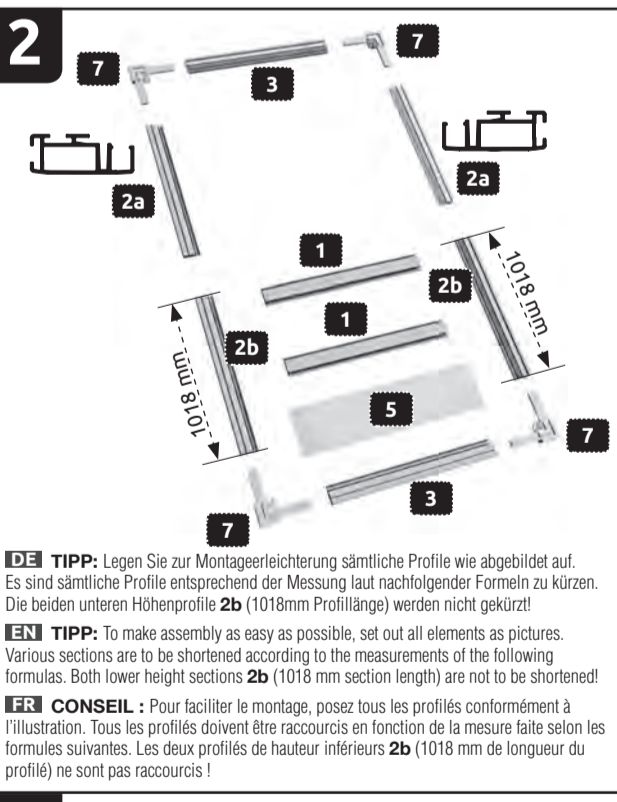 2
7
7
3
2a
2a
1
2b
1018 mm
1
2b
1018 mm
5
7
3
7
DE TIPP: Legen Sie zur Montageerleichterung sämtliche Profile wie abgebildet auf.
Es sind sämtliche Profile entsprechend der Messung laut nachfolgender Formeln zu kürzen.
Die beiden unteren Höhenprofile 2b (1018mm Profillänge) werden nicht gekürzt!
EN TIPP: To make assembly as easy as possible, set out all elements as pictures.
Various sections are to be shortened according to the measurements of the following
formulas. Both lower height sections 2b (1018 mm section length) are not to be shortened!
FR CONSEIL : Pour faciliter le montage, posez tous les profilés conformément à
l'illustration. Tous les profilés doivent être raccourcis en fonction de la mesure faite selon les
formules suivantes. Les deux profilés de hauteur inférieurs 2b (1018 mm de longueur du
profilé) ne sont pas raccourcis !